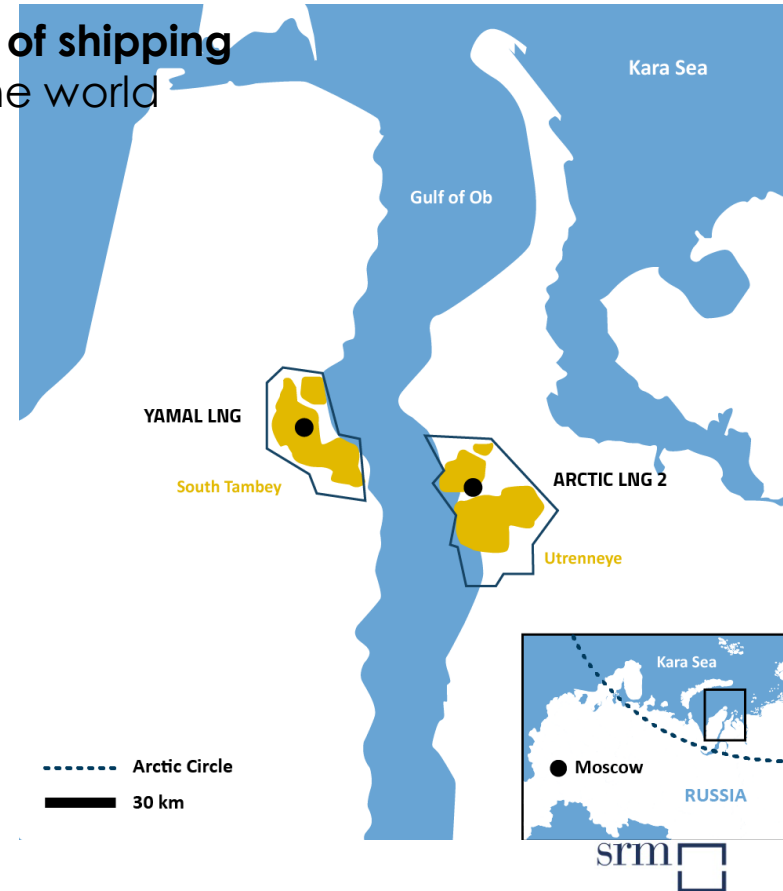 of shipping
ne world
Kara Sea
Gulf of Ob
YAMAL LNG
South Tambey
ARCTIC LNG 2
Utrenneye
Kara Sea
Moscow
RUSSIA
Arctic Circle
30 km
srm